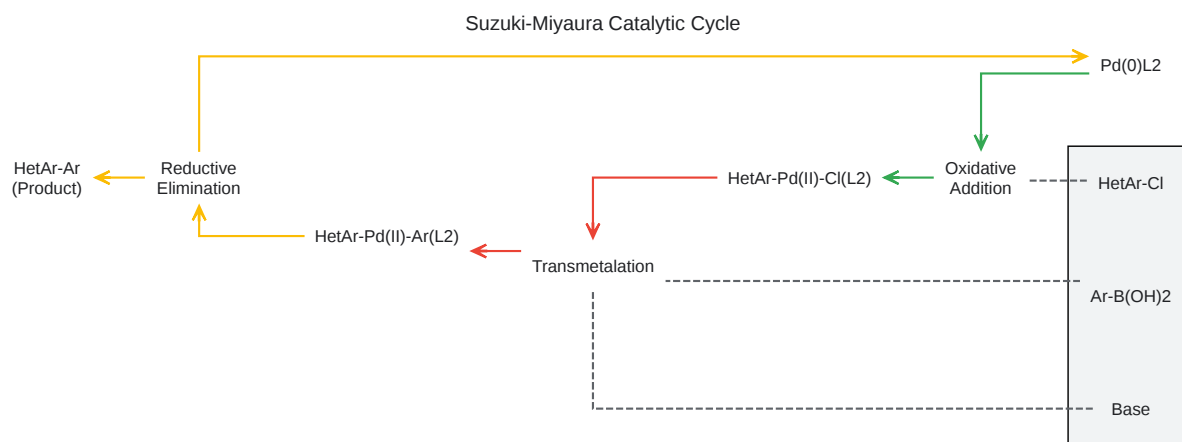 Suzuki-Miyaura Catalytic Cycle
Pd(0)L2
HetAr-Ar
(Product)
Reductive
Elimination
HetAr-Pd(II)-Cl(L2)
Oxidative
Addition
HetAr-Cl
HetAr-Pd(II)-Ar(L2)
Transmetalation
Ar-B(OH)2
Base